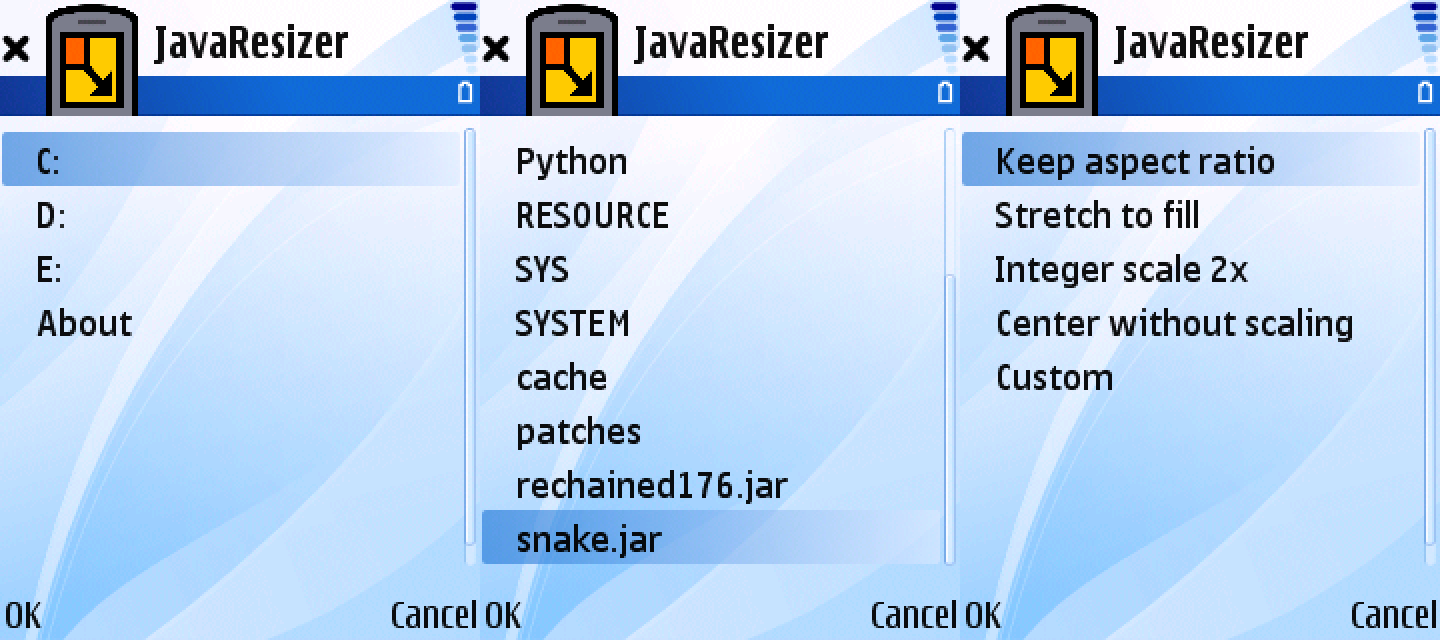 JavaResizer
C:
D:
E:
About
OK
Cancel
JavaResizer
Python
RESOURCE
SYS
SYSTEM
cache
patches
rechained176.jar
snake.jar
OK
Cancel
JavaResizer
Keep aspect ratio
Stretch to fill
Integer scale 2x
Center without scaling
Custom
OK
Cancel